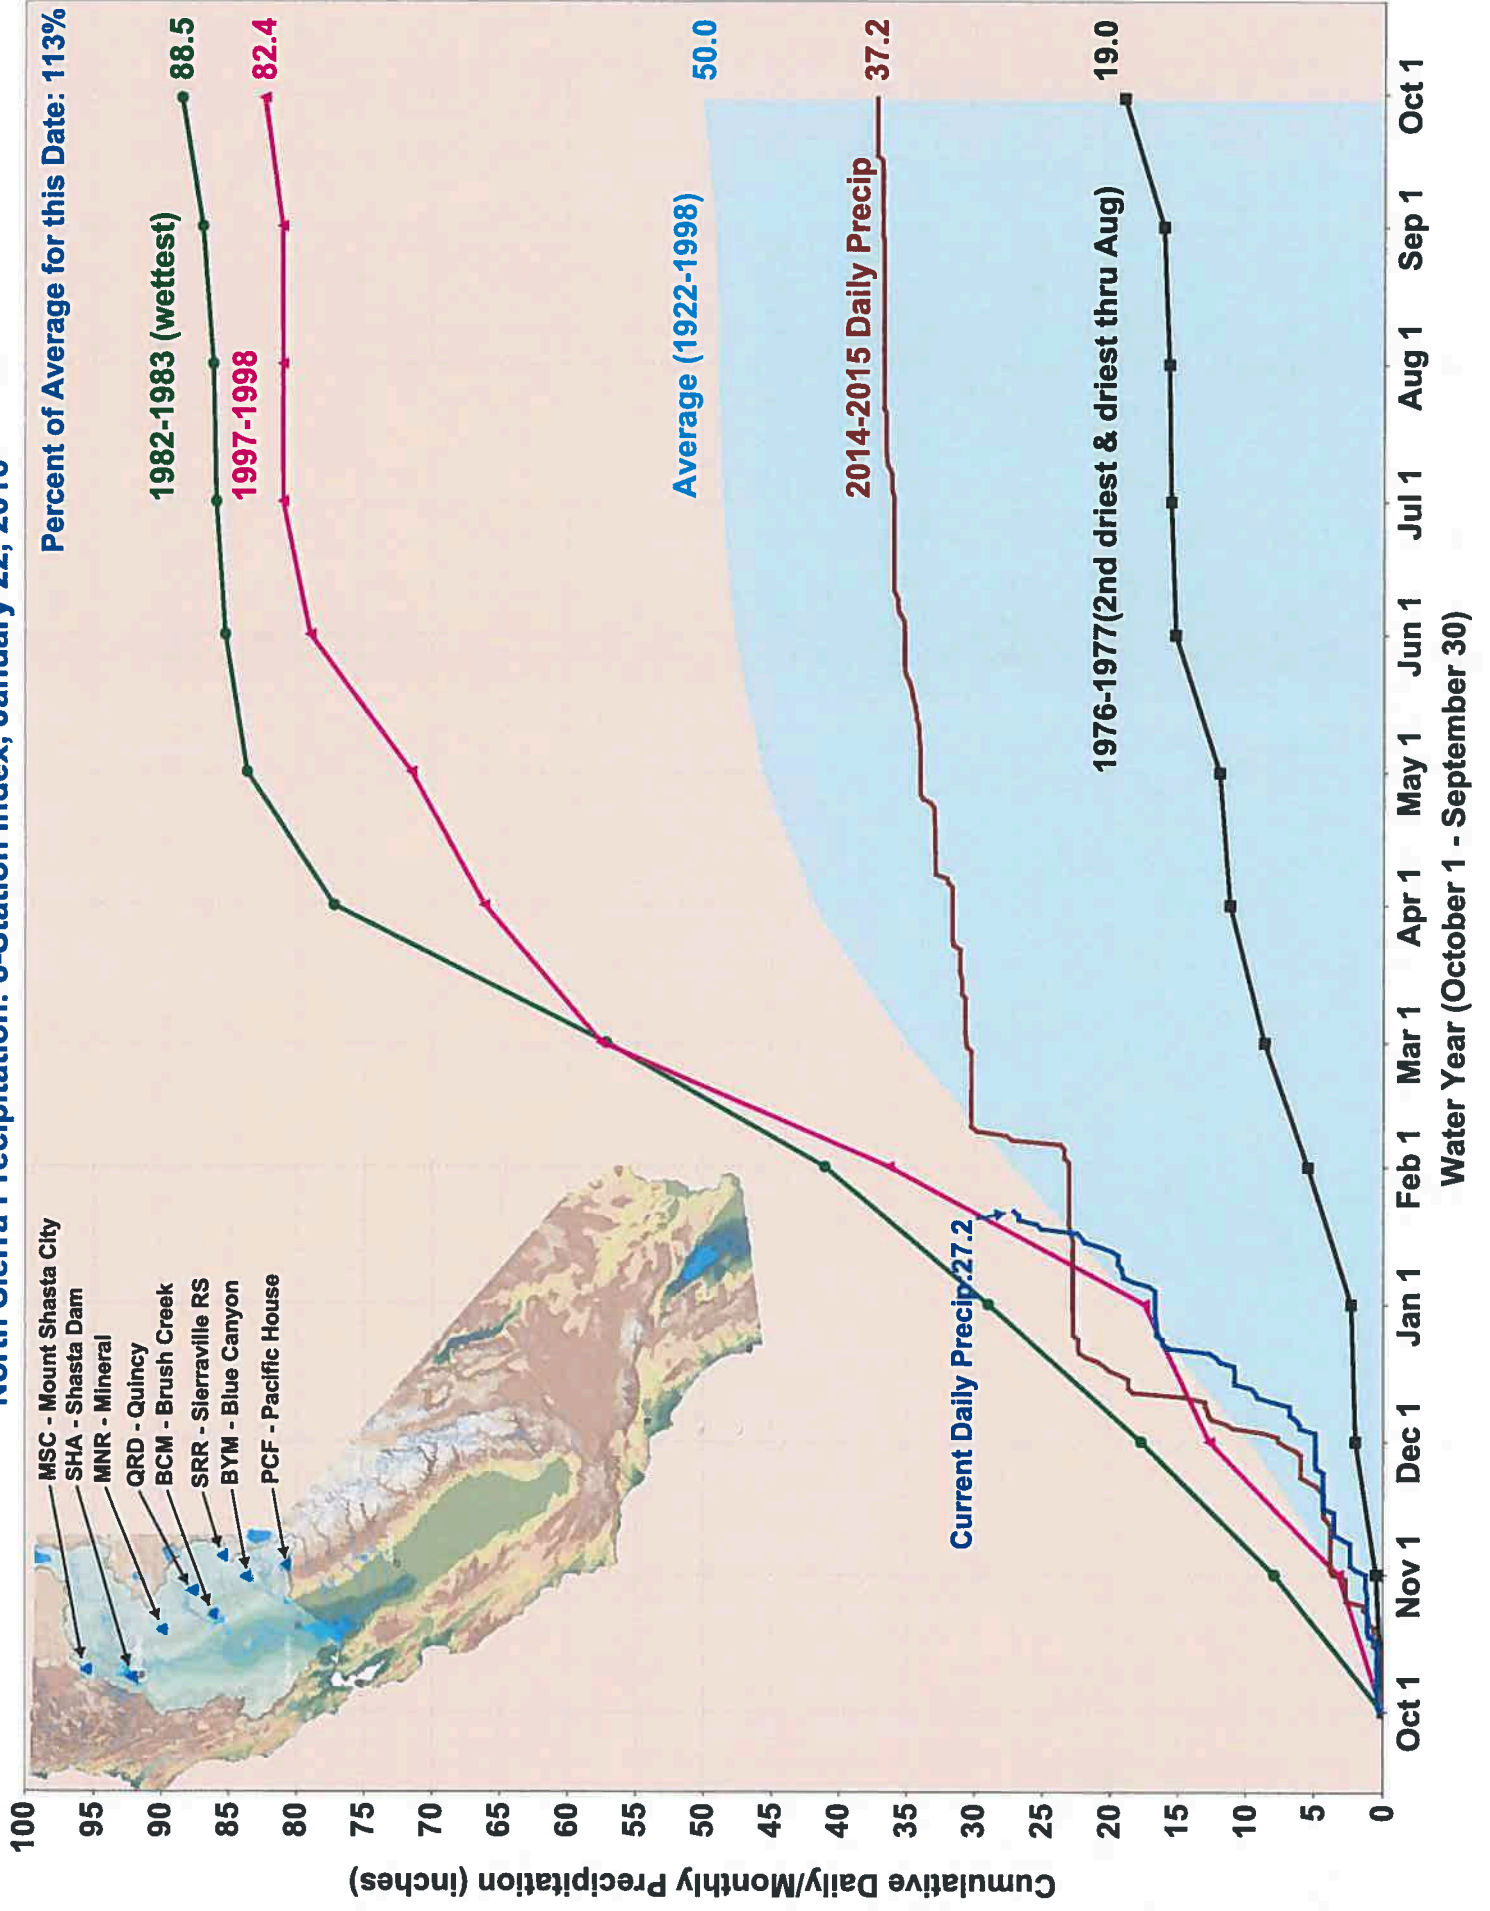 Percent of Average for this Date: 113%
MSC - Mount Shasta City
SHA - Shasta Dam
MNR - Mineral
QRD - Quincy
BCM - Brush Creek
SRR - Sierraville RS
BYM - Blue Canyon
PCF - Pacific House
1982-1983 (wettest)
88.5
1997-1998
82.4
Average (1922-1998)
50.0
2014-2015 Daily Precip
37.2
Current Daily Precip:27.2
1976-1977(2nd driest & driest thru Aug)
19.0
Cumulative Daily/Monthly Precipitation (inches)
100
95
90
85
80
75
70
65
60
55
50
45
40
35
30
25
20
15
10
5
0
Oct 1
Nov 1
Dec 1
Jan 1
Feb 1
Mar 1
Apr 1
May 1
Jun 1
Jul 1
Aug 1
Sep 1
Oct 1
Water Year (October 1 - September 30)